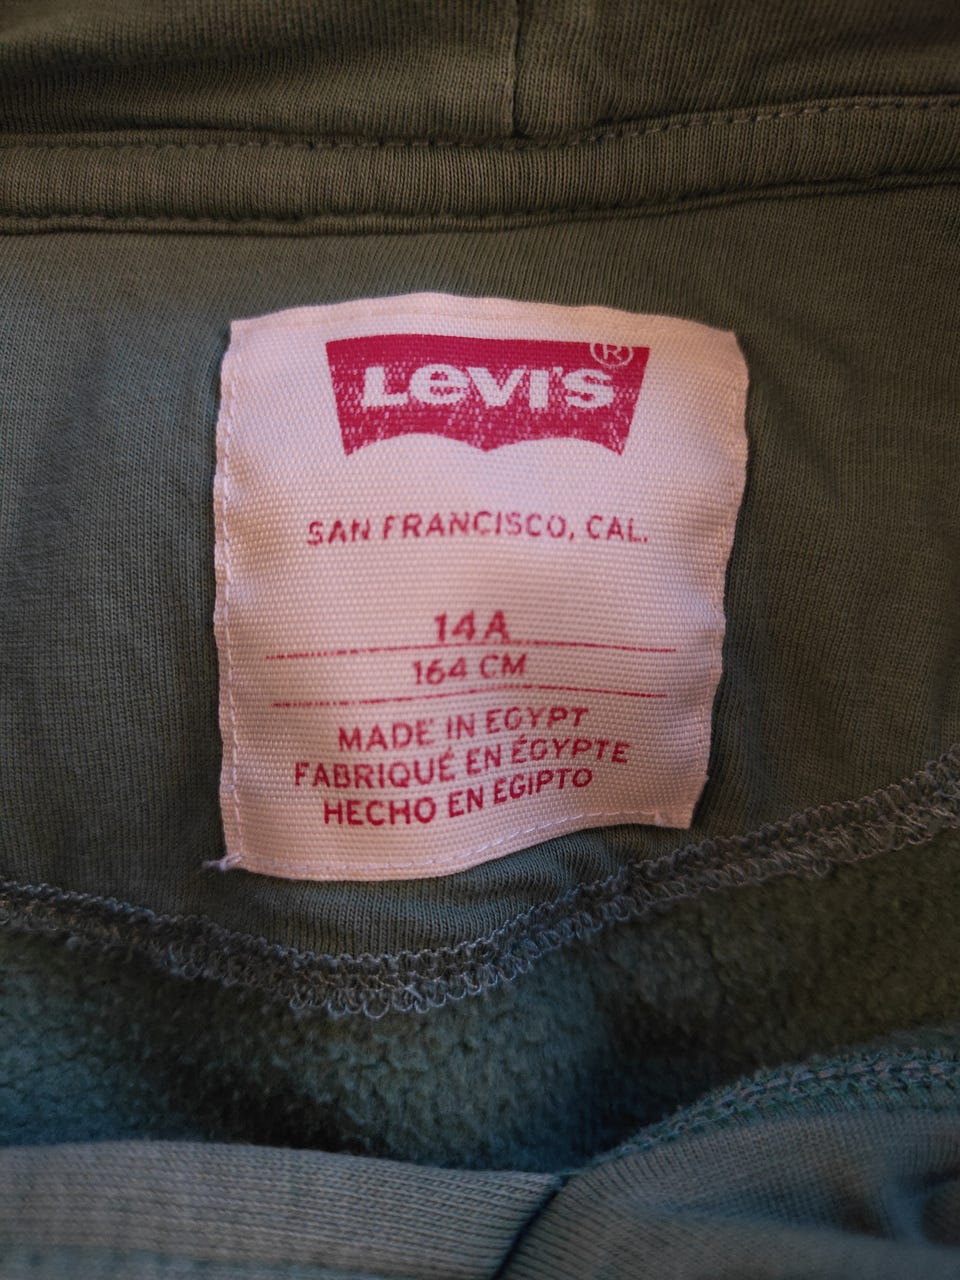 LEVI'S ®
SAN FRANCISCO, CAL.
14A
164 CM
MADE IN EGYPT
FABRIQUÉ EN ÉGYPTE
HECHO EN EGIPTO